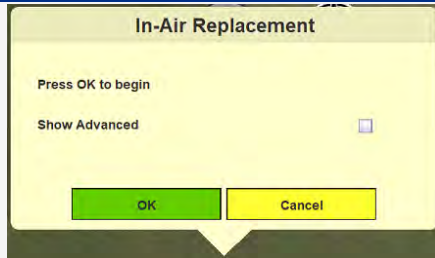 In-Air Replacement
Press OK to begin
Show Advanced
OK
Cancel